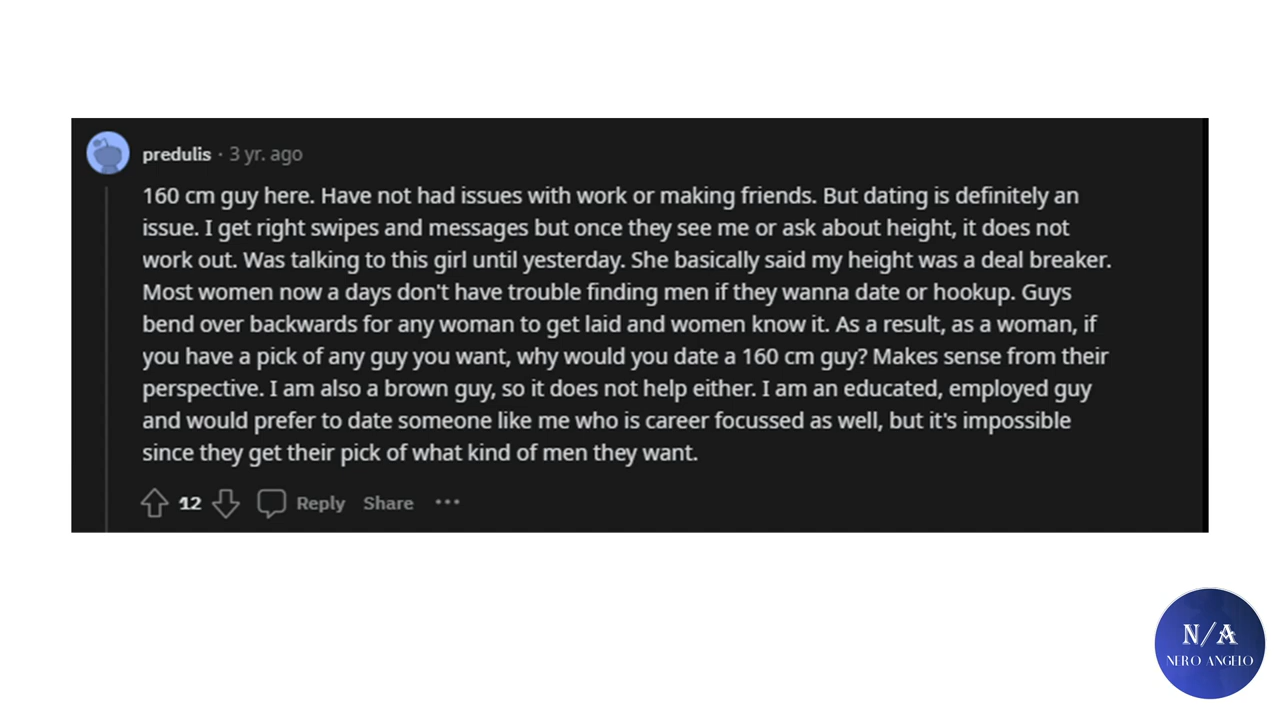 predulis · 3 yr. ago
160 cm guy here. Have not had issues with work or making friends. But dating is definitely an
issue. I get right swipes and messages but once they see me or ask about height, it does not
work out. Was talking to this girl until yesterday. She basically said my height was a deal breaker.
Most women now a days don't have trouble finding men if they wanna date or hookup. Guys
bend over backwards for any woman to get laid and women know it. As a result, as a woman, if
you have a pick of any guy you want, why would you date a 160 cm guy? Makes sense from their
perspective. I am also a brown guy, so it does not help either. I am an educated, employed guy
and would prefer to date someone like me who is career focussed as well, but it's impossible
since they get their pick of what kind of men they want.
12 Reply Share ···
N/A
NERO ANGELO